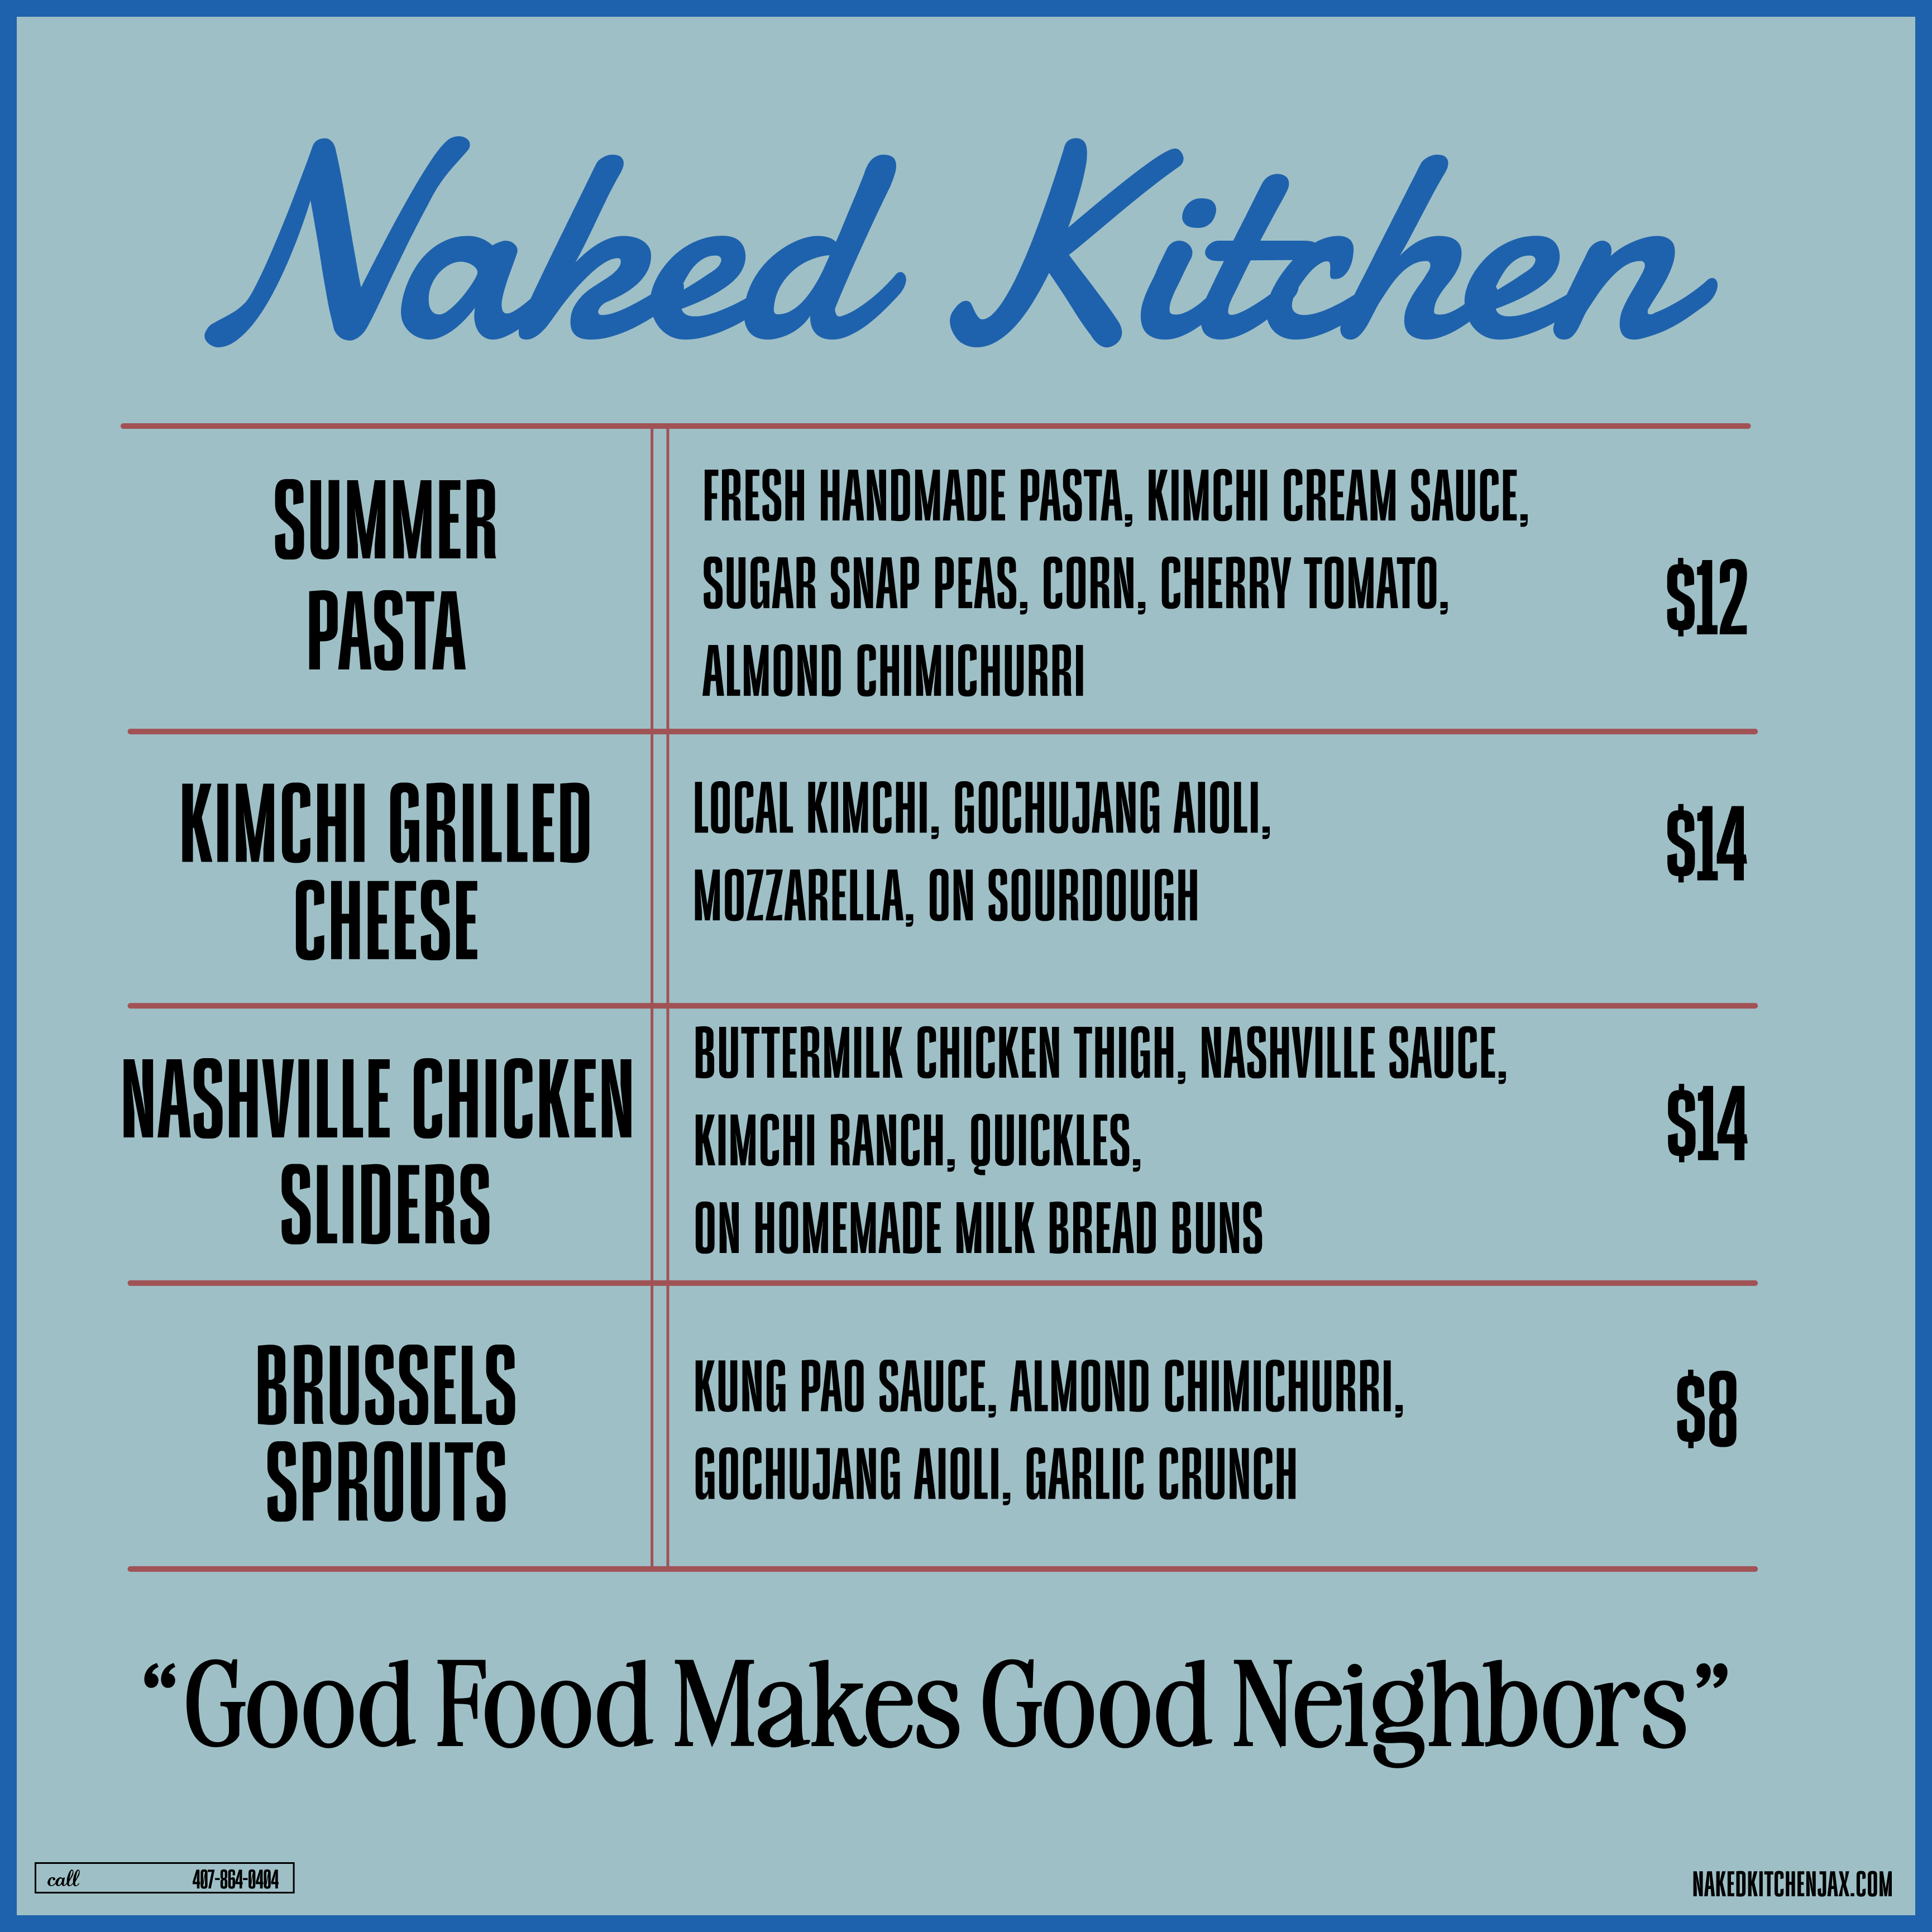 Naked Kitchen
SUMMER
PASTA
FRESH HANDMADE PASTA, KIMCHI CREAM SAUCE,
SUGAR SNAP PEAS, CORN, CHERRY TOMATO,
ALMOND CHIMICHURRI
$12
KIMCHI GRILLED
CHEESE
LOCAL KIMCHI, GOCHUJANG AIOLI,
MOZZARELLA, ON SOURDOUGH
$14
NASHVILLE CHICKEN
SLIDERS
BUTTERMILK CHICKEN THIGH, NASHVILLE SAUCE,
KIMCHI RANCH, QUICKLES,
ON HOMEMADE MILK BREAD BUNS
$14
BRUSSELS
SPROUTS
KUNG PAO SAUCE, ALMOND CHIMICHURRI,
GOCHUJANG AIOLI, GARLIC CRUNCH
$8
“Good Food Makes Good Neighbors”
call 407-864-0404
NAKEDKITCHENJAX.COM